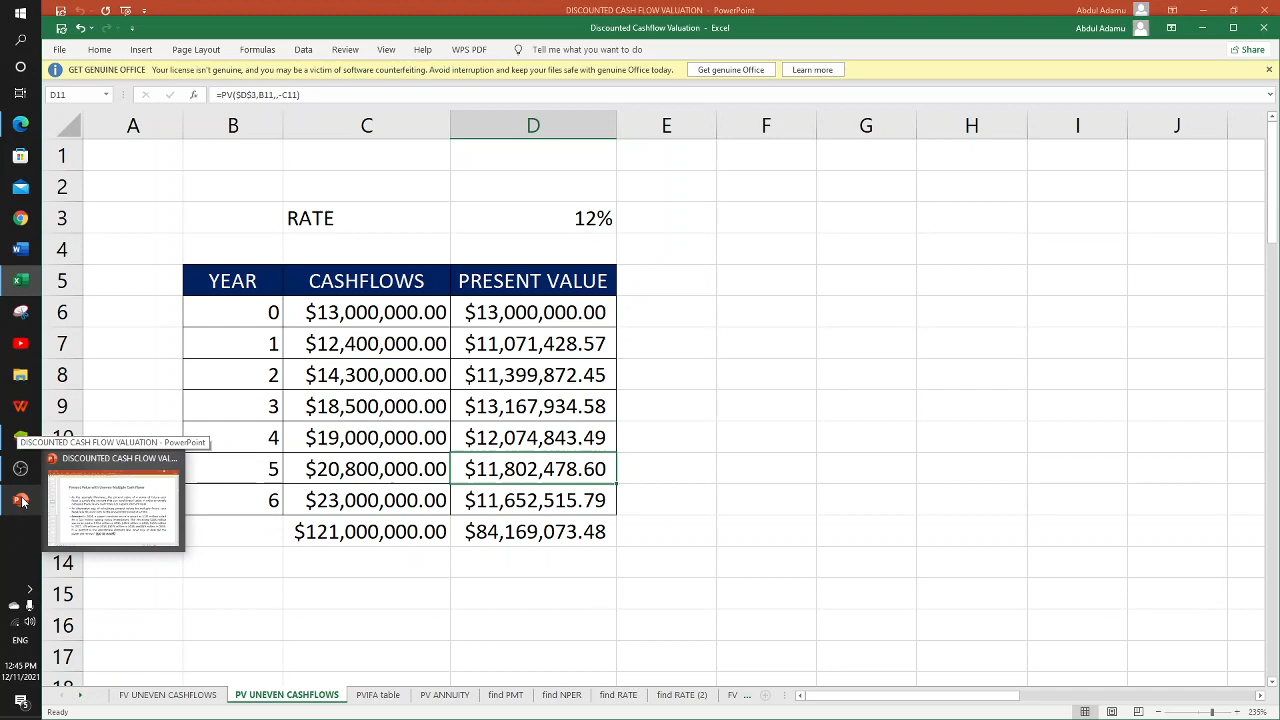 DISCOUNTED CASH FLOW VALUATION - PowerPoint
Abdul Adamu
Discounted Cashflow Valuation - Excel
Abdul Adamu
File Home Insert Page Layout Formulas Data Review View Help WPS PDF Tell me what you want to do Share
GET GENUINE OFFICE Your license isn't genuine, and you may be a victim of software counterfeiting. Avoid interruption and keep your files safe with genuine Office today. Get genuine Office Learn more
D11 fx =PV($D$3,B11,,-C11)
A B C D E F G H I J
1
2
3 RATE 12%
4
5 YEAR CASHFLOWS PRESENT VALUE
6 0 $13,000,000.00 $13,000,000.00
7 1 $12,400,000.00 $11,071,428.57
8 2 $14,300,000.00 $11,399,872.45
9 3 $18,500,000.00 $13,167,934.58
10 4 $19,000,000.00 $12,074,843.49
DISCOUNTED CASH FLOW VALUATION - PowerPoint
DISCOUNTED CASH FLOW VAL...
5 $20,800,000.00 $11,802,478.60
6 $23,000,000.00 $11,652,515.79
$121,000,000.00 $84,169,073.48
14
15
16
17
ENG
12:45 PM
12/11/2021
FV UNEVEN CASHFLOWS PV UNEVEN CASHFLOWS PVIFA table PV ANNUITY find PMT find NPER find RATE find RATE (2) FV ...
Ready 235%